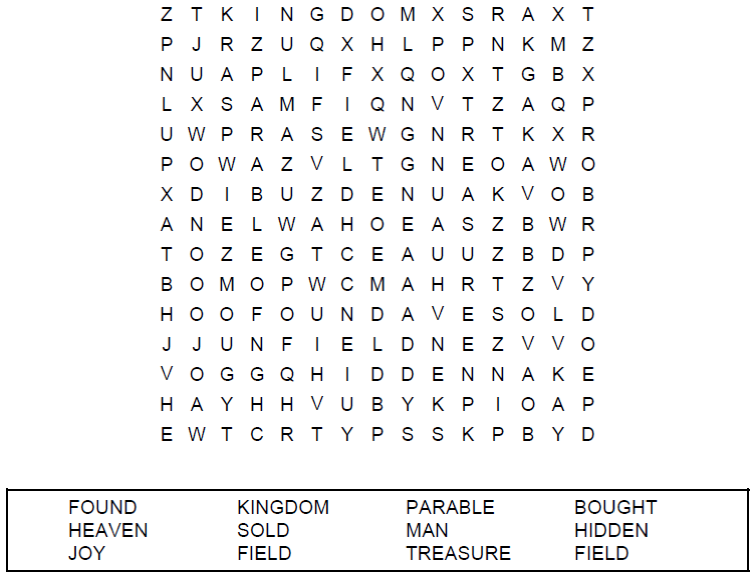 Z T K I N G D O M X S R A X T
P J R Z U Q X H L P P N K M Z
N U A P L I F X Q O X T G B X
L X S A M F I Q N V T Z A Q P
U W P R A S E W G N R T K X R
P O W A Z V L T G N E O A W O
X D I B U Z D E N U A K V O B
A N E L W A H O E A S Z B W R
T O Z E G T C E A U U Z B D P
B O M O P W C M A H R T Z V Y
H O O F O U N D A V E S O L D
J J U N F I E L D N E Z V V O
V O G G Q H I D D E N N A K E
H A Y H H V U B Y K P I O A P
E W T C R T Y P S S K P B Y D
FOUND KINGDOM PARABLE BOUGHT
HEAVEN SOLD MAN HIDDEN
JOY FIELD TREASURE FIELD